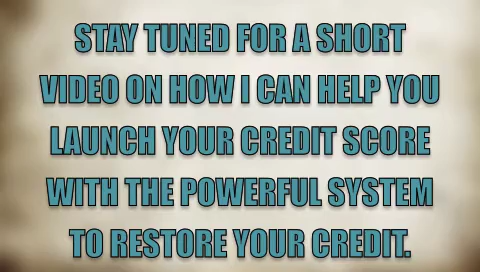 STAY TUNED FOR A SHORT
VIDEO ON HOW I CAN HELP YOU
LAUNCH YOUR CREDIT SCORE
WITH THE POWERFUL SYSTEM
TO RESTORE YOUR CREDIT.